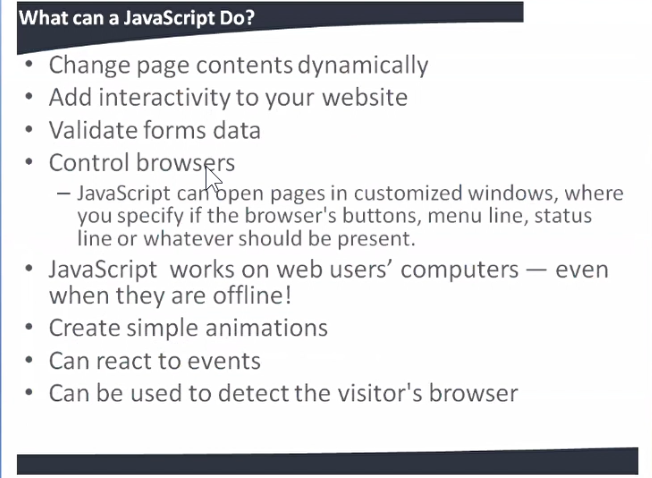 What can a JavaScript Do?
• Change page contents dynamically
• Add interactivity to your website
• Validate forms data
• Control browsers
– JavaScript can open pages in customized windows, where
you specify if the browser's buttons, menu line, status
line or whatever should be present.
• JavaScript works on web users’ computers — even
when they are offline!
• Create simple animations
• Can react to events
• Can be used to detect the visitor's browser